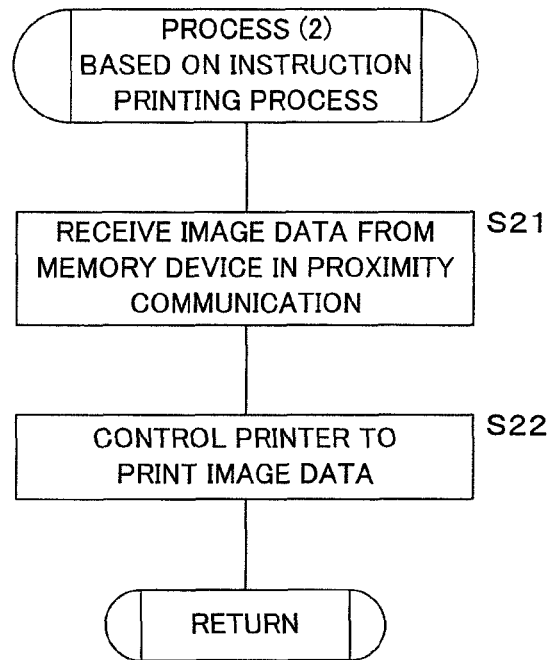 PROCESS (2)
BASED ON INSTRUCTION
PRINTING PROCESS
RECEIVE IMAGE DATA FROM
MEMORY DEVICE IN PROXIMITY
COMMUNICATION
S21
CONTROL PRINTER TO
PRINT IMAGE DATA
S22
RETURN